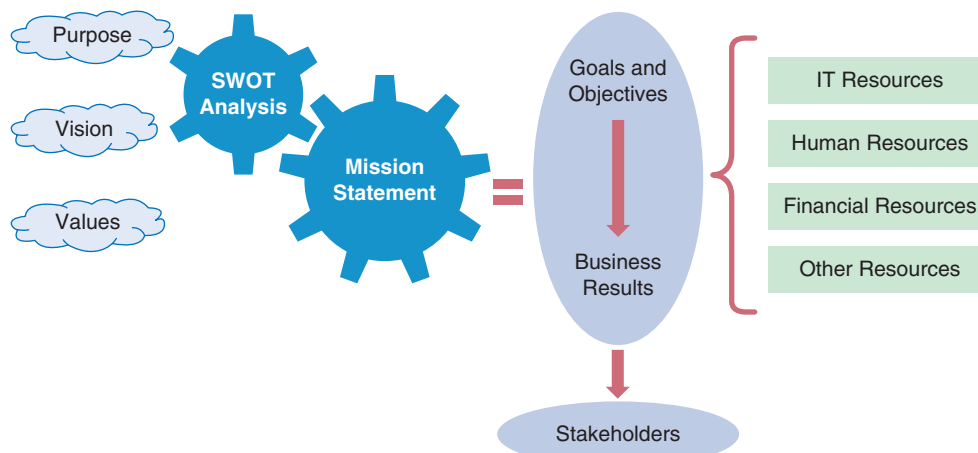 Purpose
Vision
Values
SWOT
Analysis
Mission
Statement
Goals and
Objectives
Business
Results
Stakeholders
IT Resources
Human Resources
Financial Resources
Other Resources